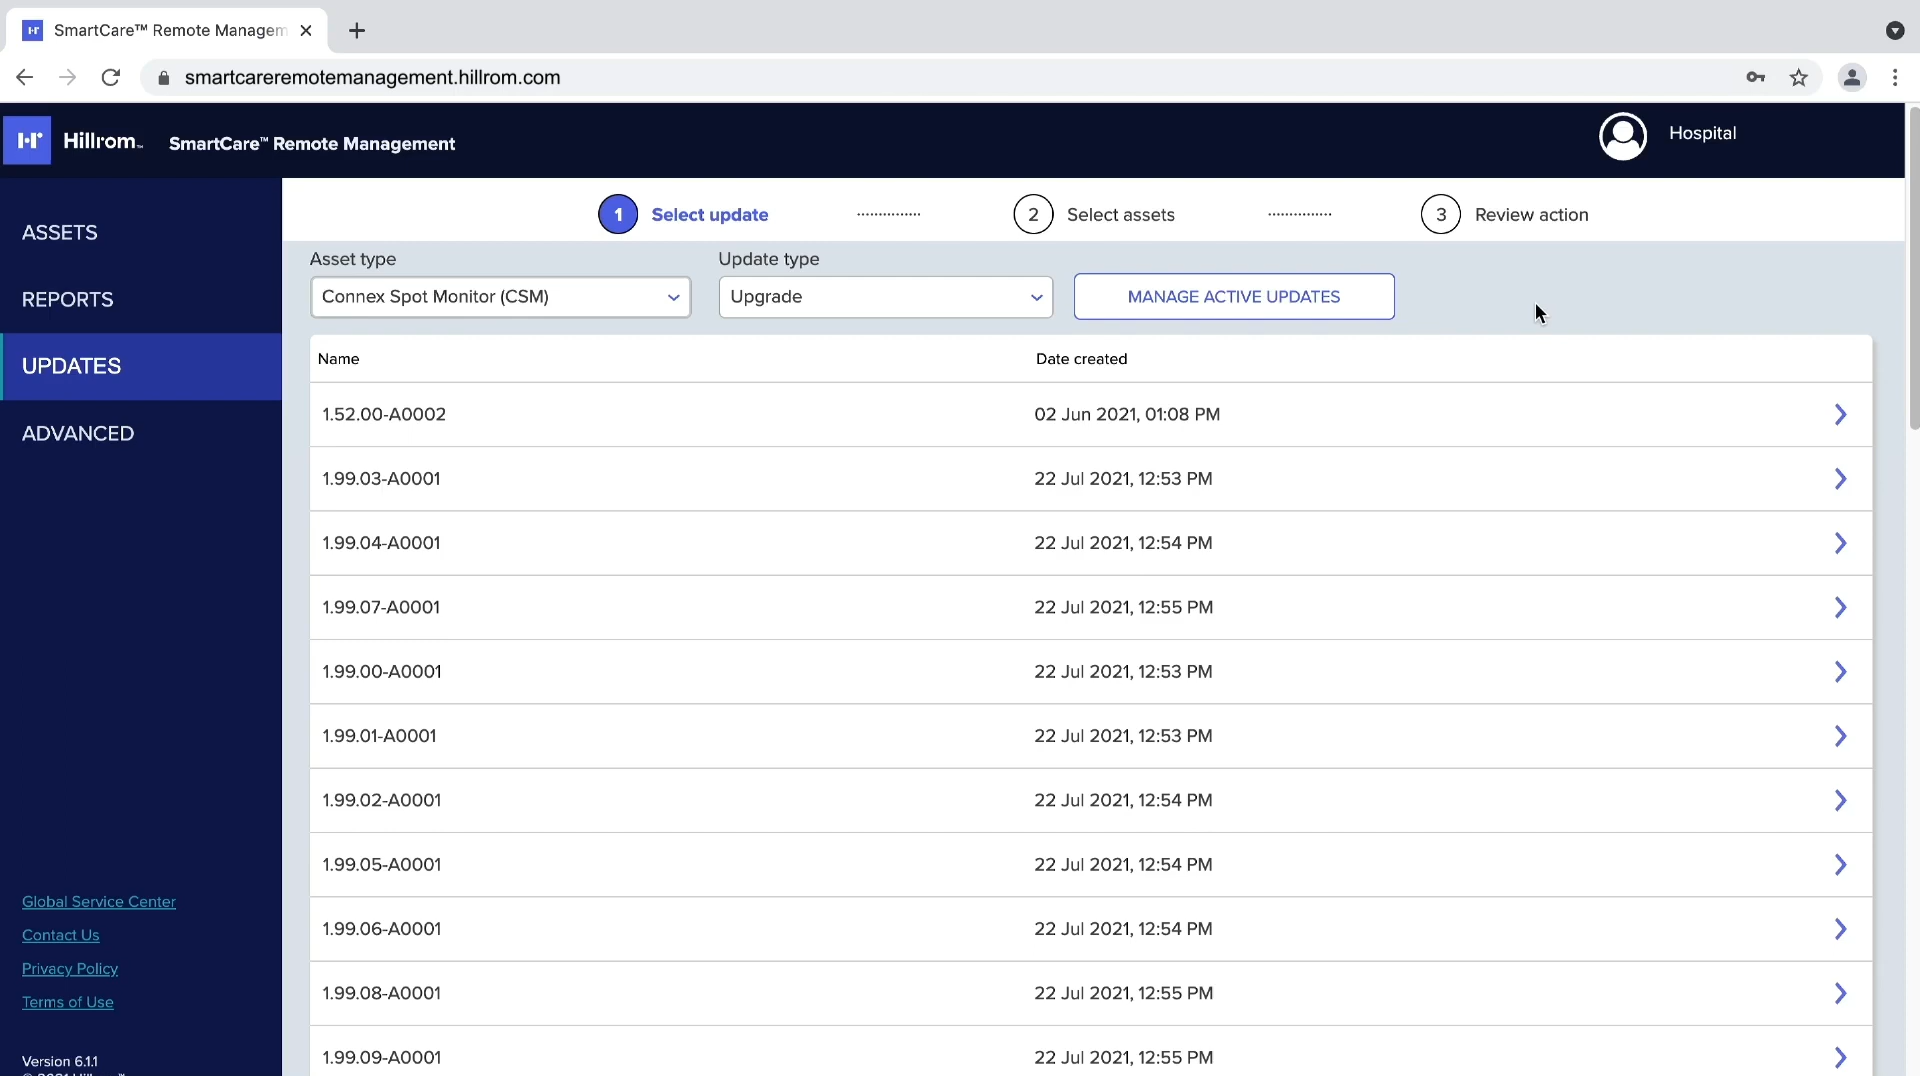 SmartCare™ Remote Managem
smartcareremotemanagement.hillrom.com
Hillrom™ SmartCare™ Remote Management
Hospital
ASSETS
REPORTS
UPDATES
ADVANCED
Global Service Center
Contact Us
Privacy Policy
Terms of Use
Version 6.1.1
1 Select update
2 Select assets
3 Review action
Asset type
Update type
Connex Spot Monitor (CSM)
Upgrade
MANAGE ACTIVE UPDATES
Name Date created
1.52.00-A0002 02 Jun 2021, 01:08 PM
1.99.03-A0001 22 Jul 2021, 12:53 PM
1.99.04-A0001 22 Jul 2021, 12:54 PM
1.99.07-A0001 22 Jul 2021, 12:55 PM
1.99.00-A0001 22 Jul 2021, 12:53 PM
1.99.01-A0001 22 Jul 2021, 12:53 PM
1.99.02-A0001 22 Jul 2021, 12:54 PM
1.99.05-A0001 22 Jul 2021, 12:54 PM
1.99.06-A0001 22 Jul 2021, 12:54 PM
1.99.08-A0001 22 Jul 2021, 12:55 PM
1.99.09-A0001 22 Jul 2021, 12:55 PM